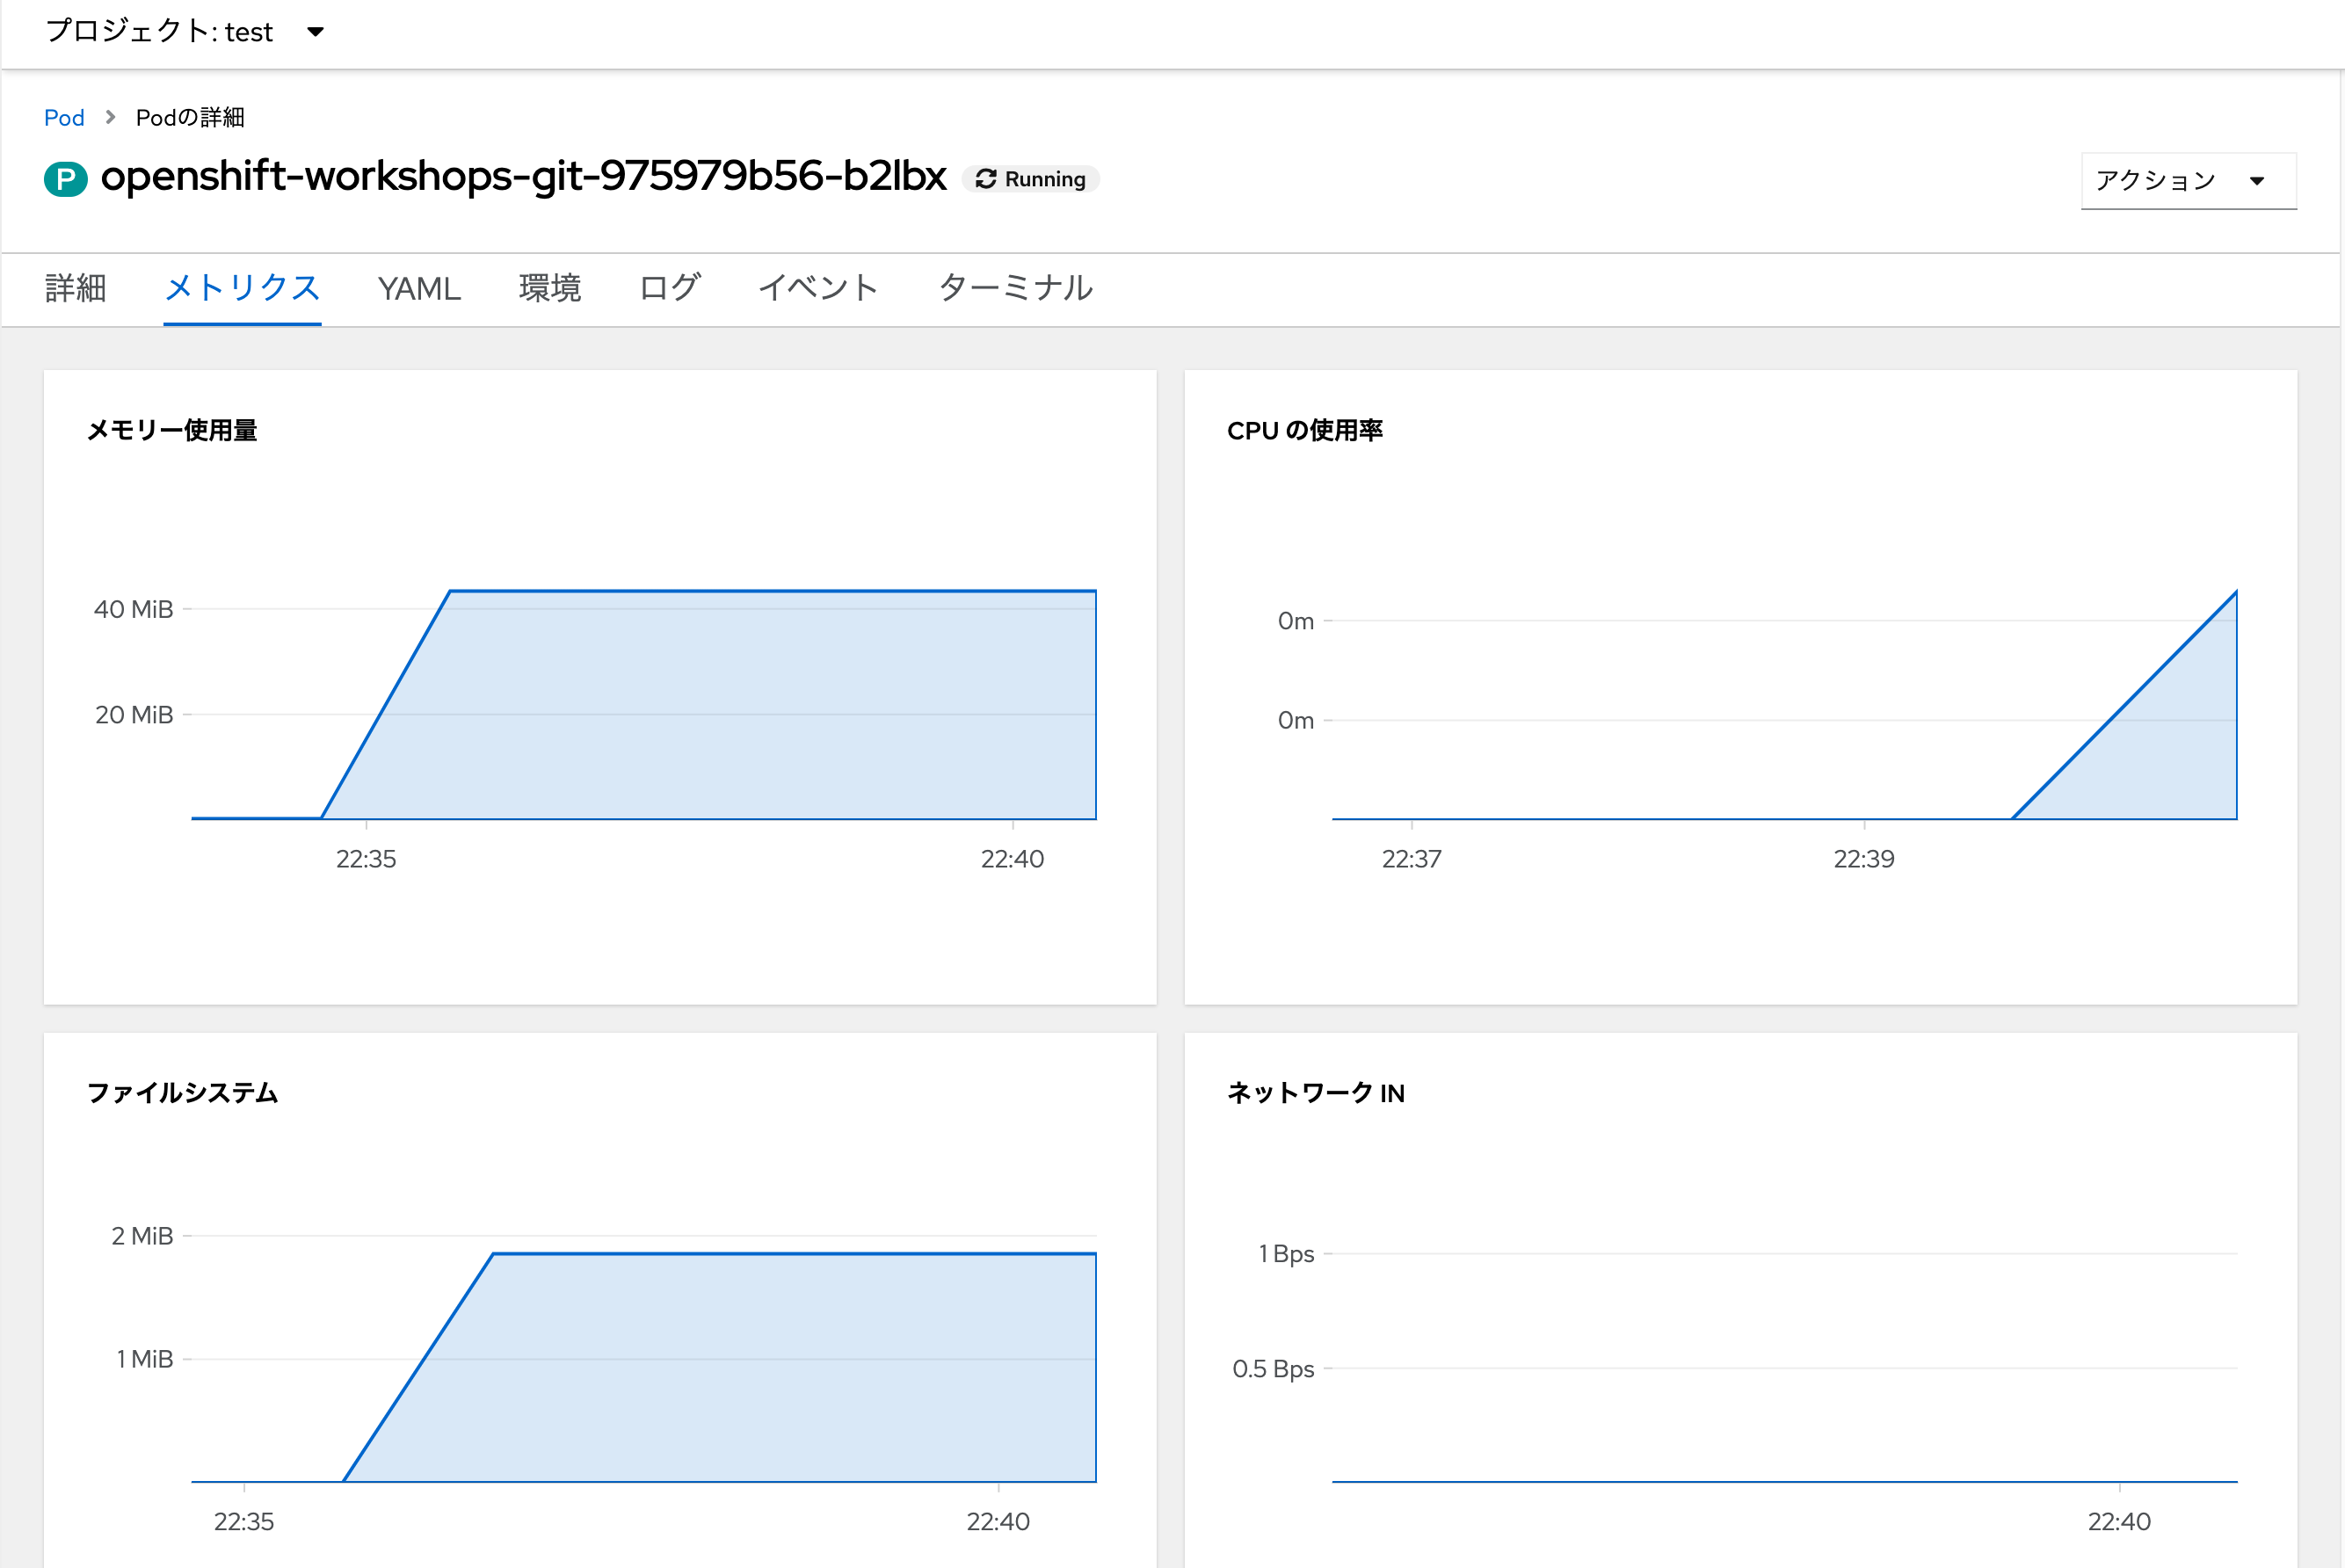 プロジェクト: test
Pod > Podの詳細
P openshift-workshops-git-975979b56-b2lbx Running
アクション
詳細 メトリクス YAML 環境 ログ イベント ターミナル
メモリー使用量
40 MiB
20 MiB
22:35 22:40
CPU の使用率
0m
0m
22:37 22:39
ファイルシステム
2 MiB
1 MiB
22:35 22:40
ネットワーク IN
1 Bps
0.5 Bps
22:40